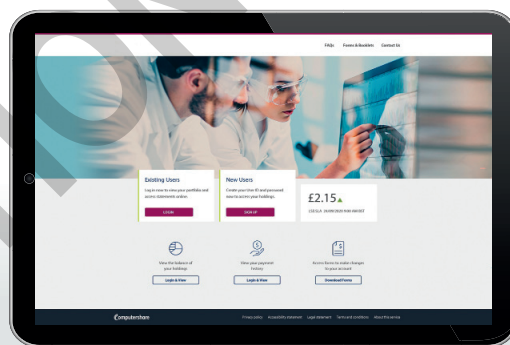 FAQs Forms & Booklets Contact Us
Existing Users
Log in now to view your portfolio and
access statements online.
LOGIN
New Users
Create your User ID and password
now to access your holdings.
SIGN UP
£2.15
View the balance of
your holdings
Login & View
View your payment
history
Login & View
Access forms to make changes
to your account
Download Forms
Computershare
Privacy policy Accessibility statement Legal statement Terms and conditions About this service